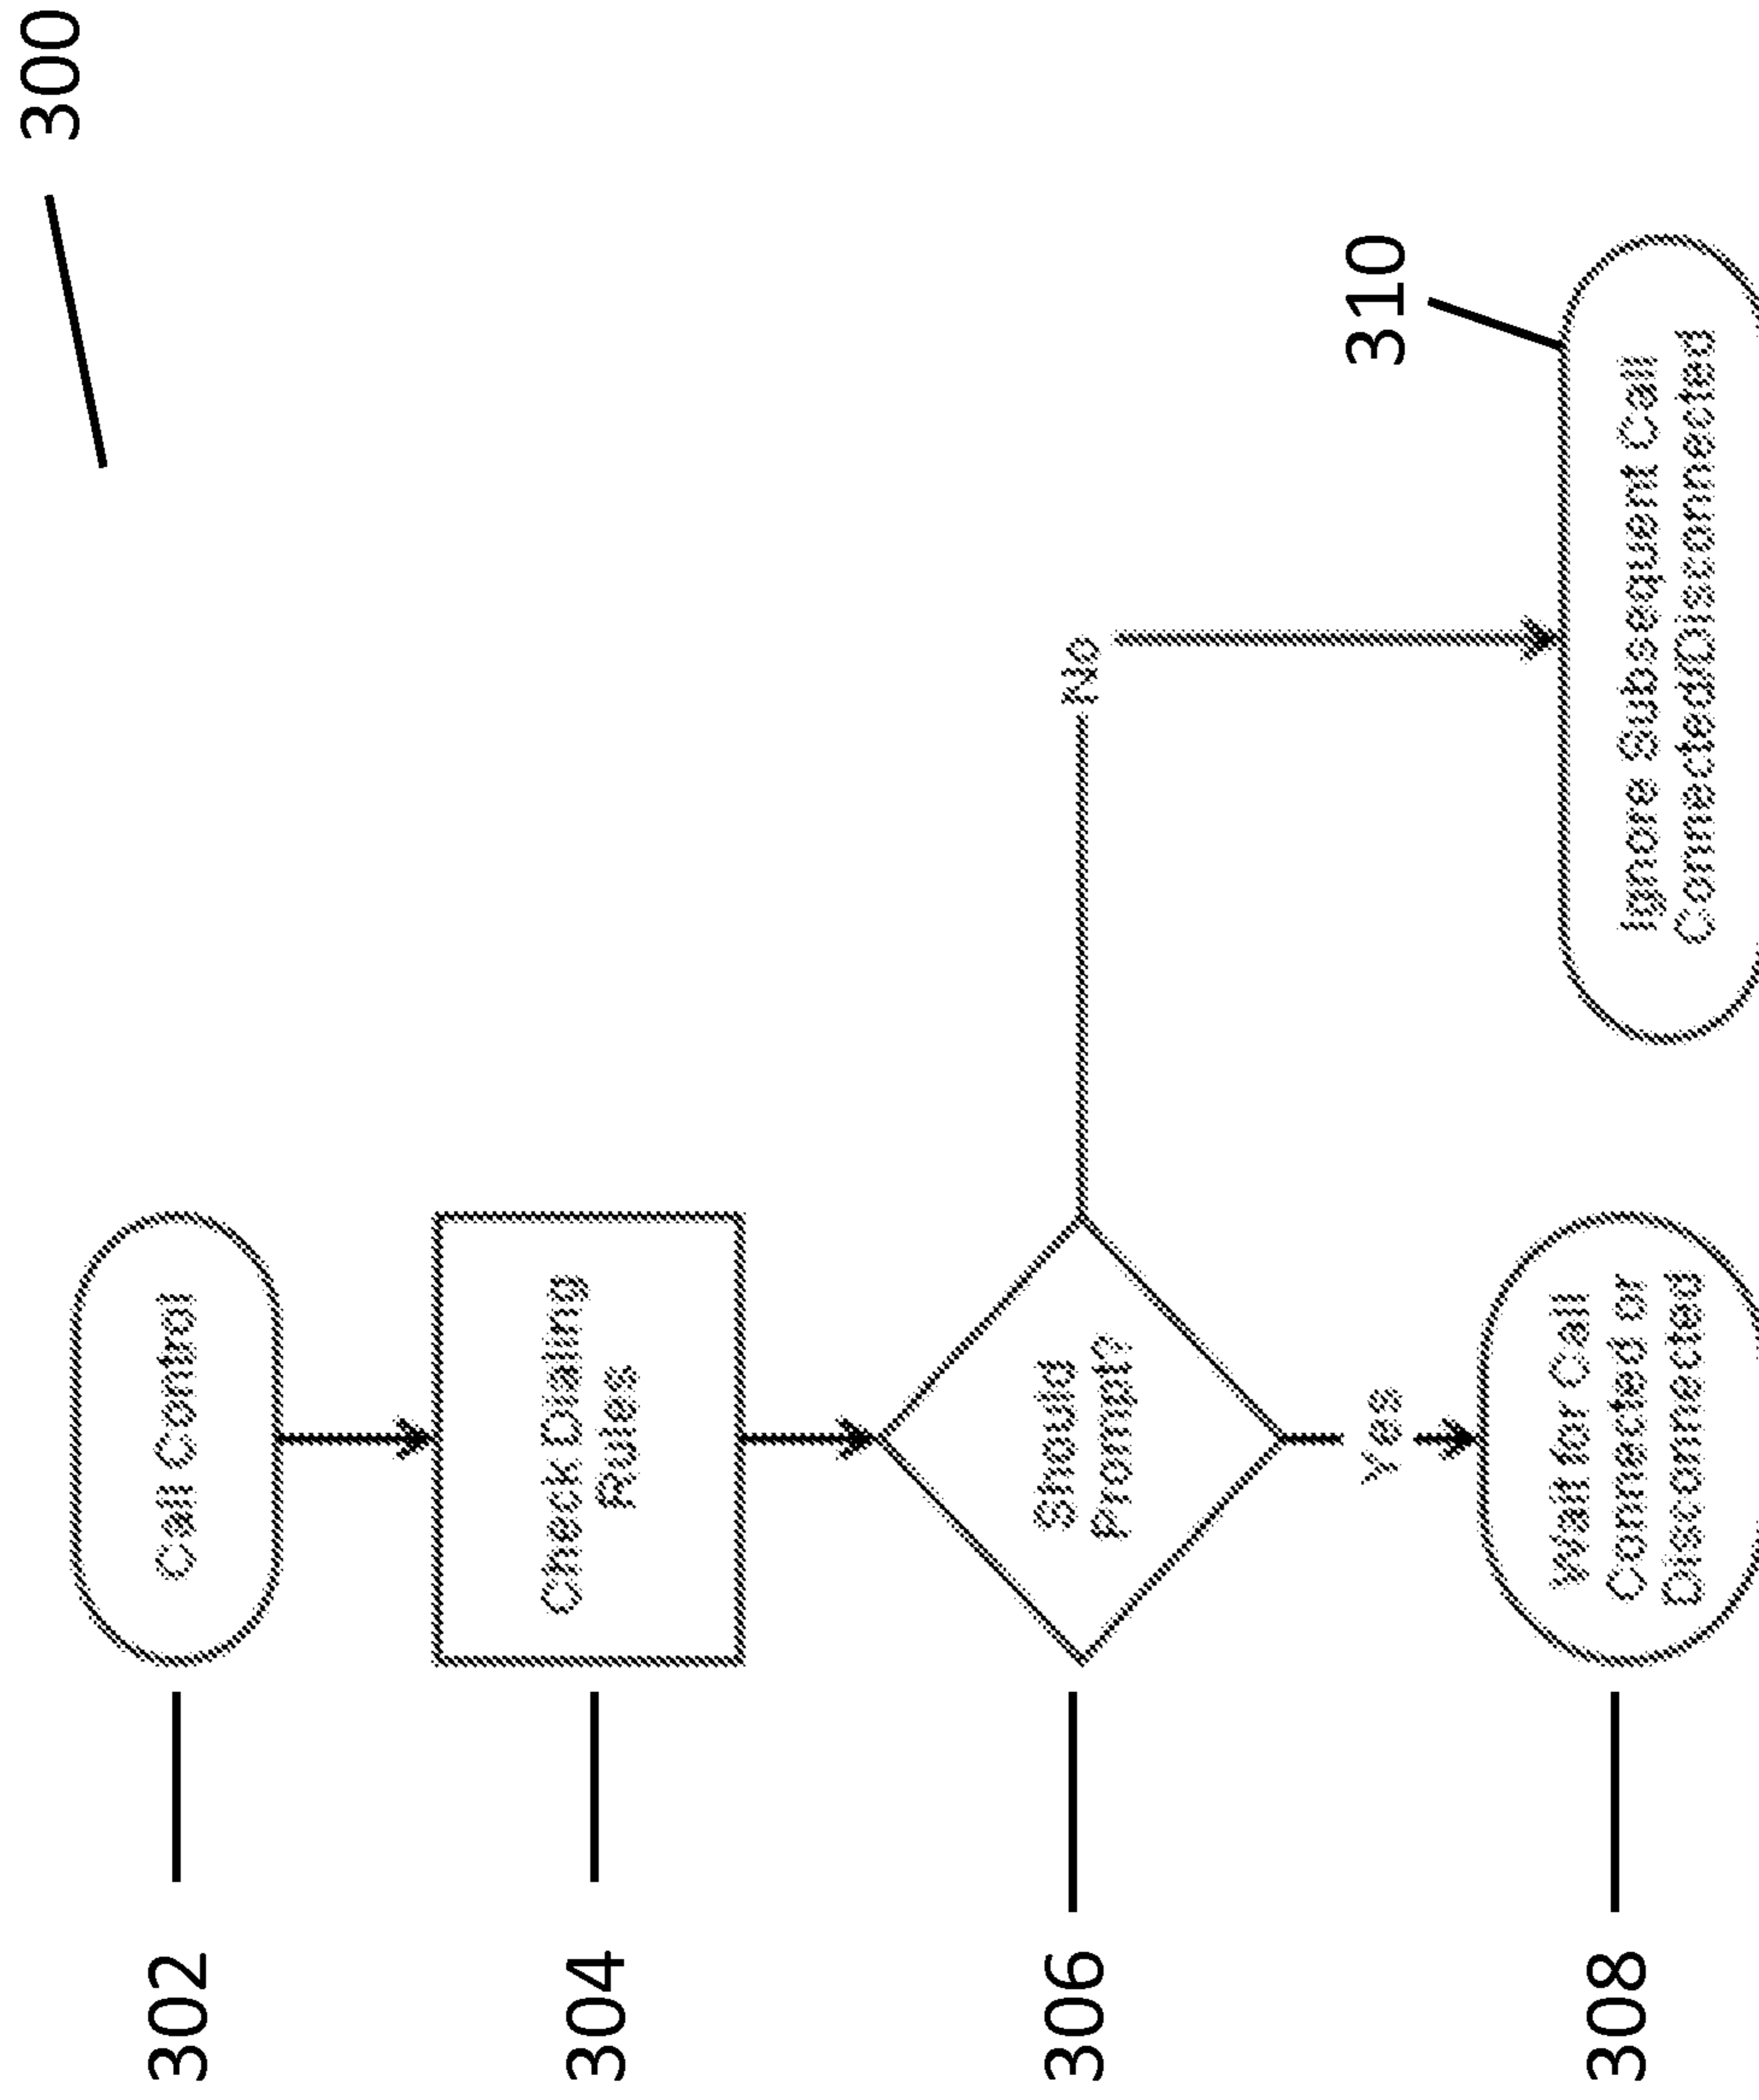 300
302
Call Control
304
Check Dialing
Rules
306
Should
Prompt?
No
Yes
310
308
Wait for Call
Connected or
Disconnected
Ignore Subsequent Call
Connected/Disconnected